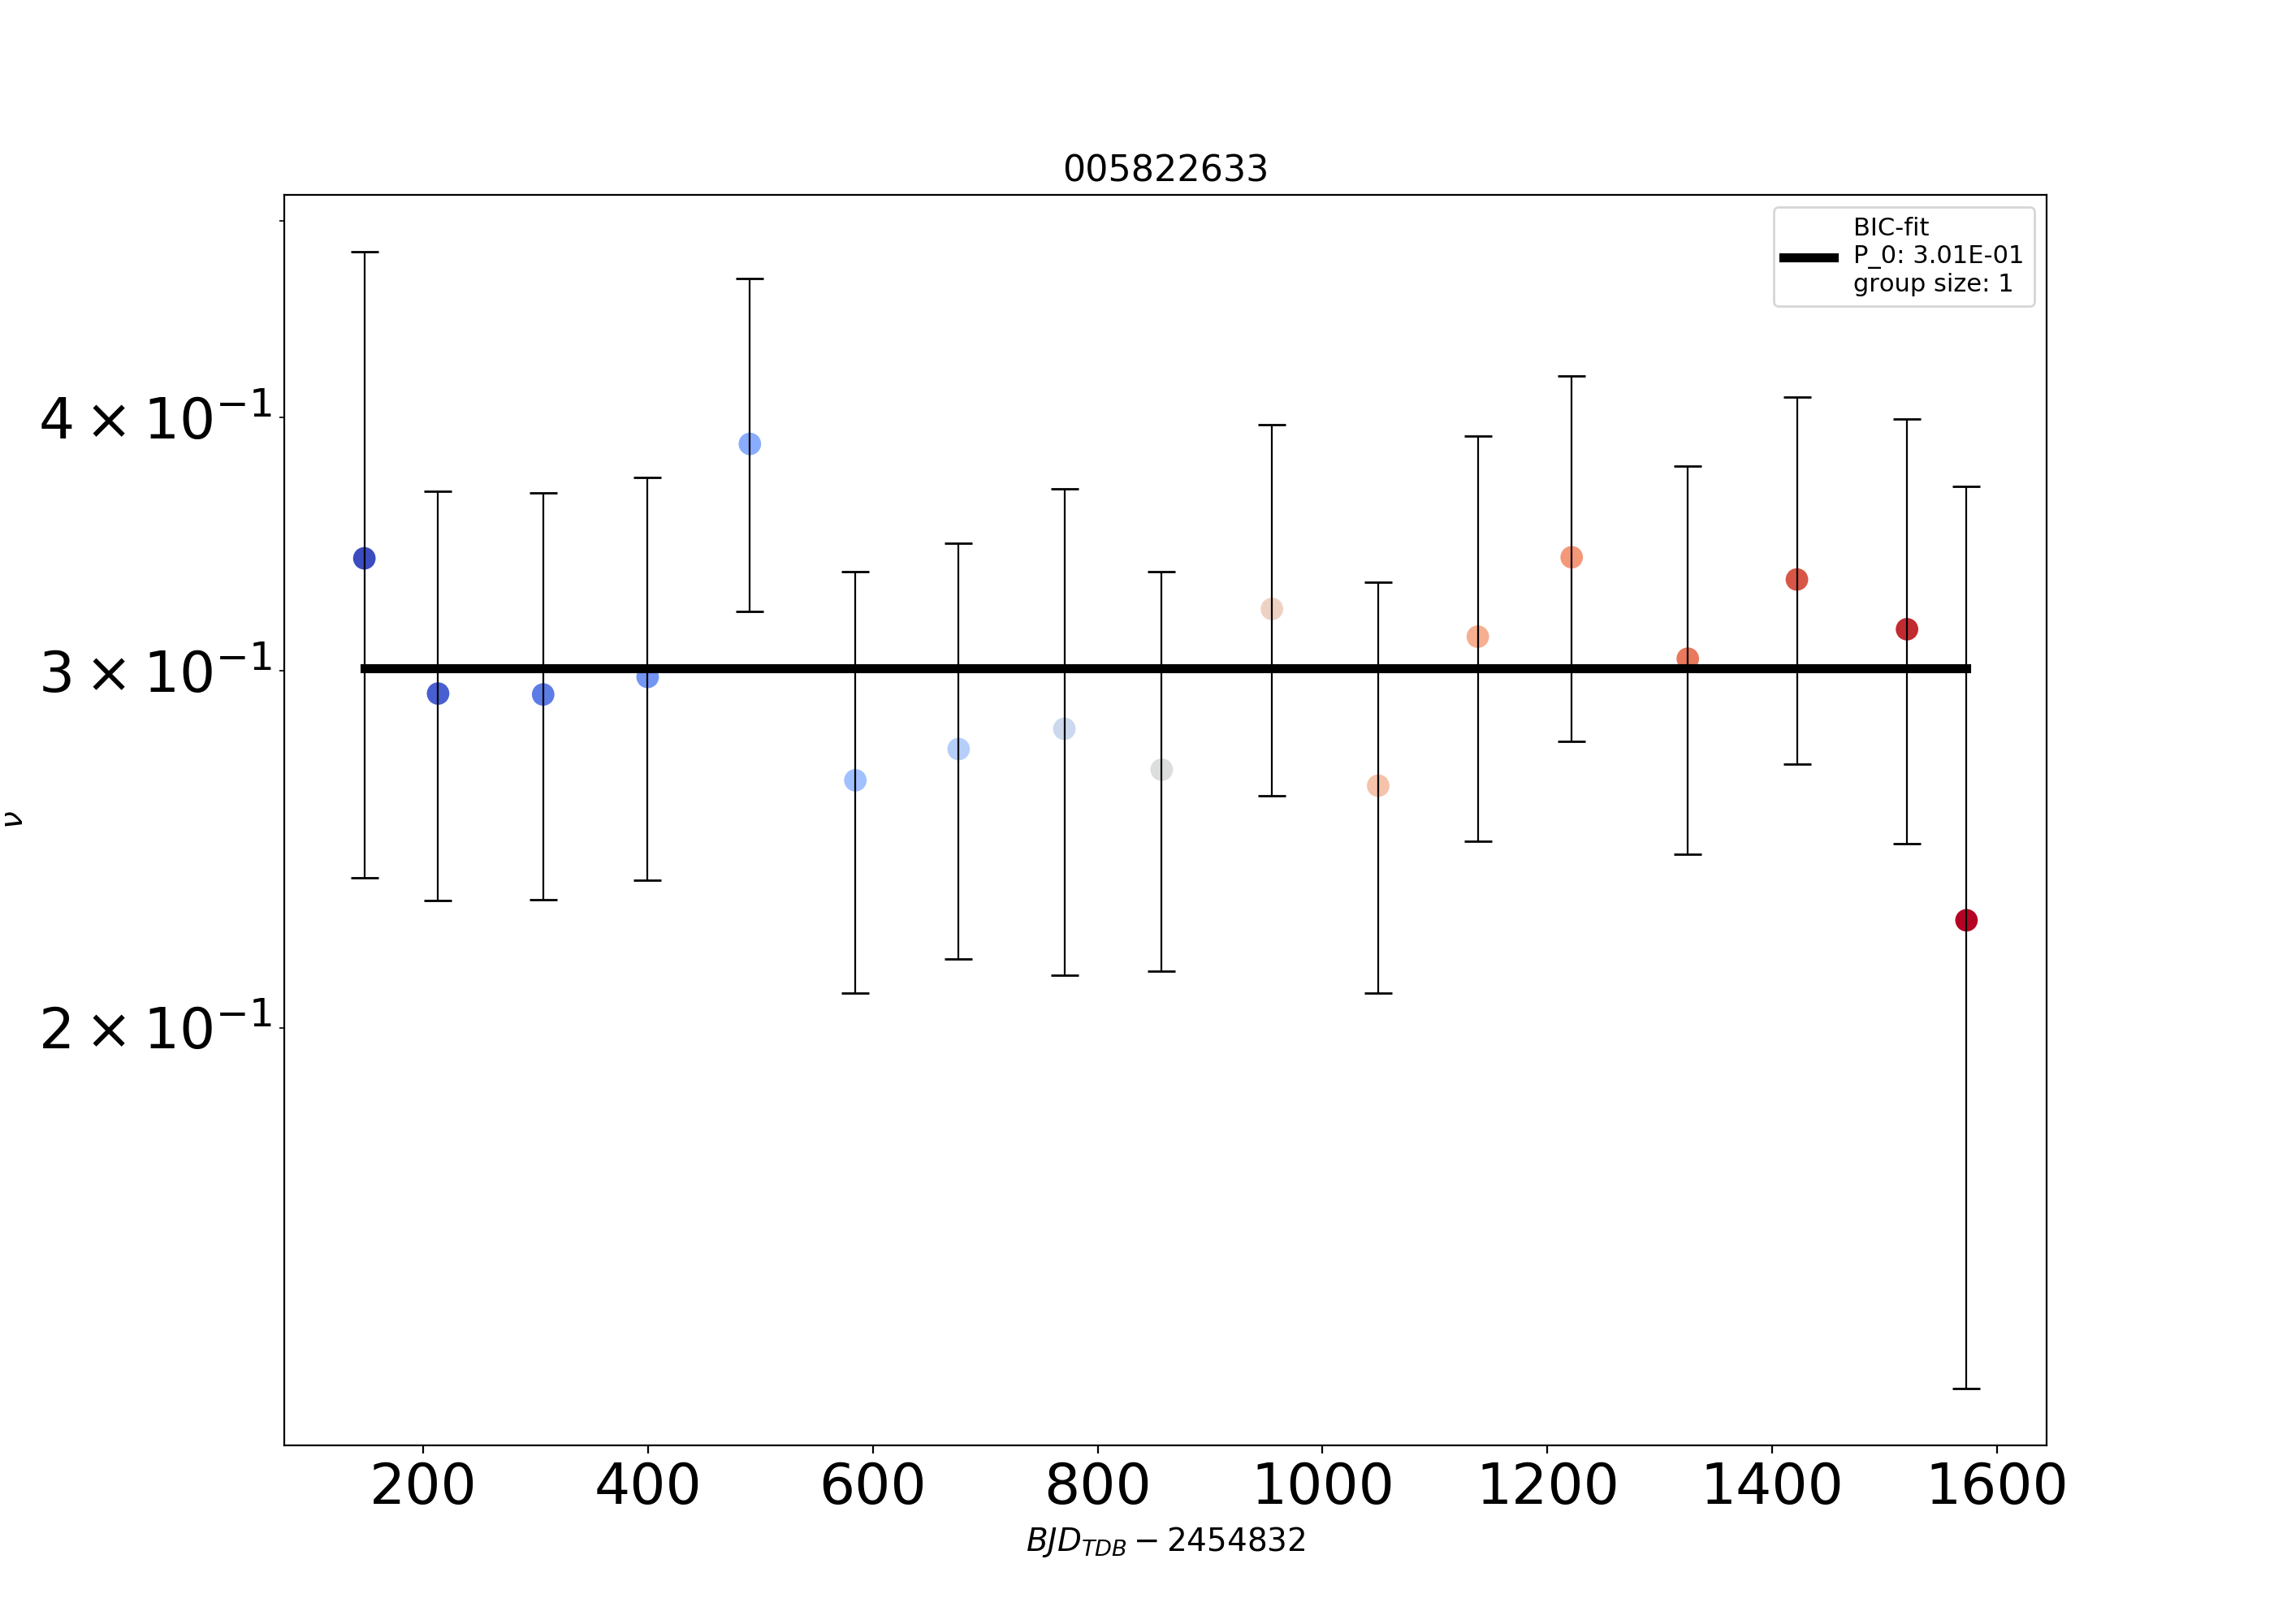 005822633
BIC-fit
P_0: 3.01E-01
group size: 1
4 × 10⁻¹
3 × 10⁻¹
2 × 10⁻¹
ν
200 400 600 800 1000 1200 1400 1600
BJD_TDB − 2454832